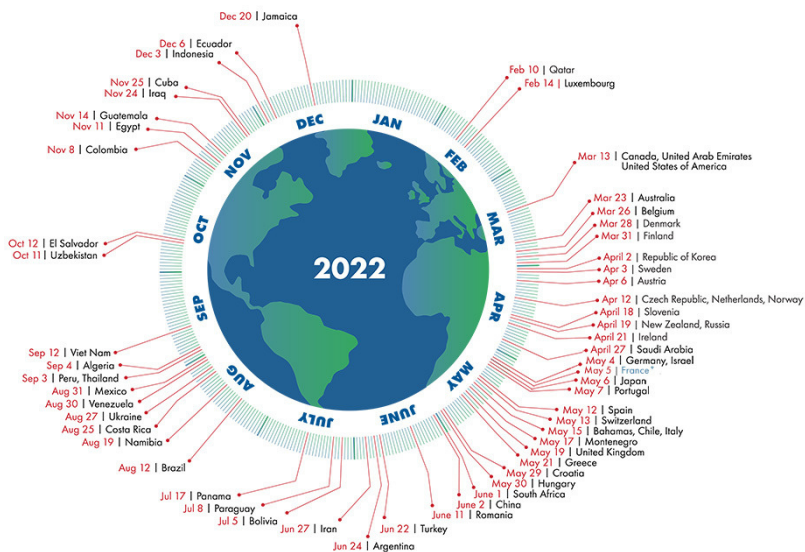 Dec 20 | Jamaica
Dec 6 | Ecuador
Dec 3 | Indonesia
Nov 25 | Cuba
Nov 24 | Iraq
Nov 14 | Guatemala
Nov 11 | Egypt
Nov 8 | Colombia
Oct 12 | El Salvador
Oct 11 | Uzbekistan
Sep 12 | Viet Nam
Sep 4 | Algeria
Sep 3 | Peru, Thailand
Aug 31 | Mexico
Aug 30 | Venezuela
Aug 27 | Ukraine
Aug 25 | Costa Rica
Aug 19 | Namibia
Aug 12 | Brazil
Jul 17 | Panama
Jul 8 | Paraguay
Jul 5 | Bolivia
Jun 27 | Iran
Jun 24 | Argentina
Jun 22 | Turkey
JAN
FEB
MAR
APR
MAY
JUNE
JULY
AUG
SEP
OCT
NOV
DEC
2022
Feb 10 | Qatar
Feb 14 | Luxembourg
Mar 13 | Canada, United Arab Emirates
United States of America
Mar 23 | Australia
Mar 26 | Belgium
Mar 28 | Denmark
Mar 31 | Finland
April 2 | Republic of Korea
Apr 3 | Sweden
Apr 6 | Austria
Apr 12 | Czech Republic, Netherlands, Norway
April 18 | Slovenia
April 19 | New Zealand, Russia
April 21 | Ireland
April 27 | Saudi Arabia
May 4 | Germany, Israel
May 5 | France*
May 6 | Japan
May 7 | Portugal
May 12 | Spain
May 13 | Switzerland
May 15 | Bahamas, Chile, Italy
May 17 | Montenegro
May 19 | United Kingdom
May 21 | Greece
May 29 | Croatia
May 30 | Hungary
June 1 | South Africa
June 2 | China
June 11 | Romania